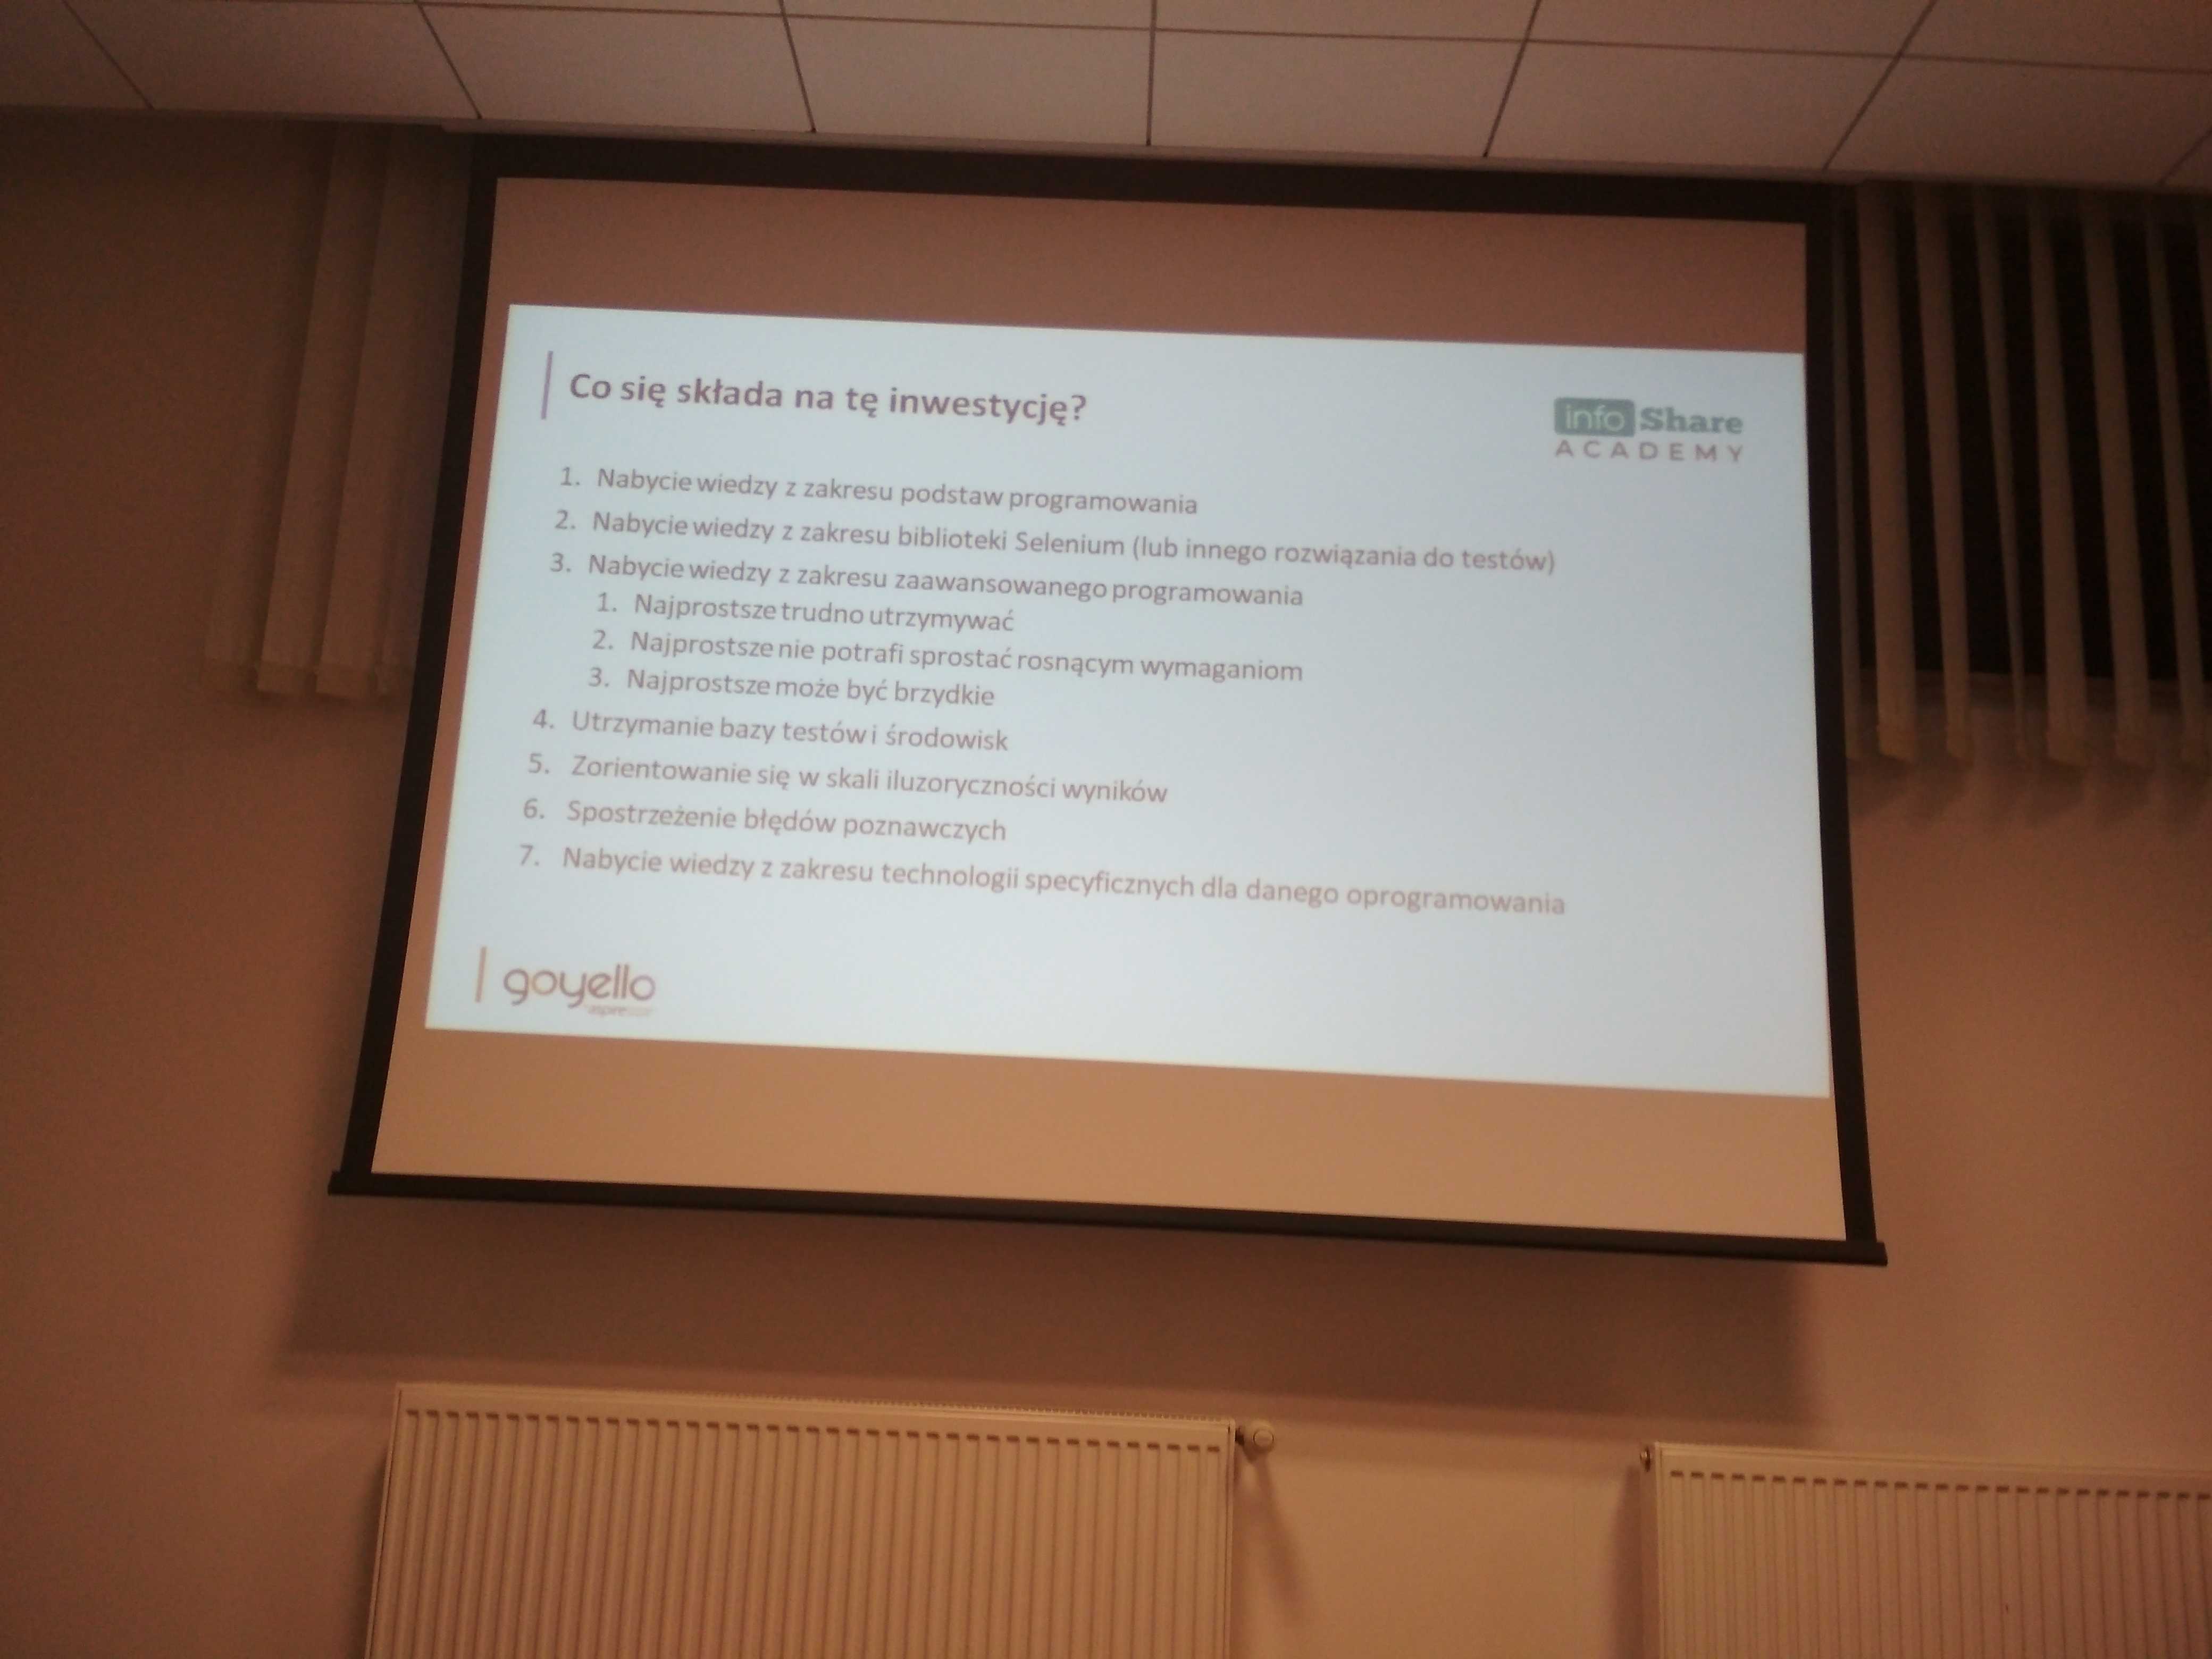 Co się składa na tę inwestycję?
info Share
ACADEMY
1. Nabycie wiedzy z zakresu podstaw programowania
2. Nabycie wiedzy z zakresu biblioteki Selenium (lub innego rozwiązania do testów)
3. Nabycie wiedzy z zakresu zaawansowanego programowania
1. Najprostsze trudno utrzymywać
2. Najprostsze nie potrafi sprostać rosnącym wymaganiom
3. Najprostsze może być brzydkie
4. Utrzymanie bazy testów i środowisk
5. Zorientowanie się w skali iluzoryczności wyników
6. Spostrzeżenie błędów poznawczych
7. Nabycie wiedzy z zakresu technologii specyficznych dla danego oprogramowania
goyello